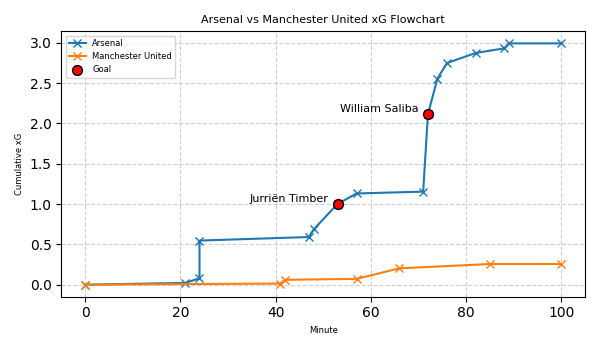 Arsenal vs Manchester United xG Flowchart
Arsenal
Manchester United
Goal
William Saliba
Jurriën Timber
Cumulative xG
3.0
2.5
2.0
1.5
1.0
0.5
0.0
0 20 40 60 80 100
Minute